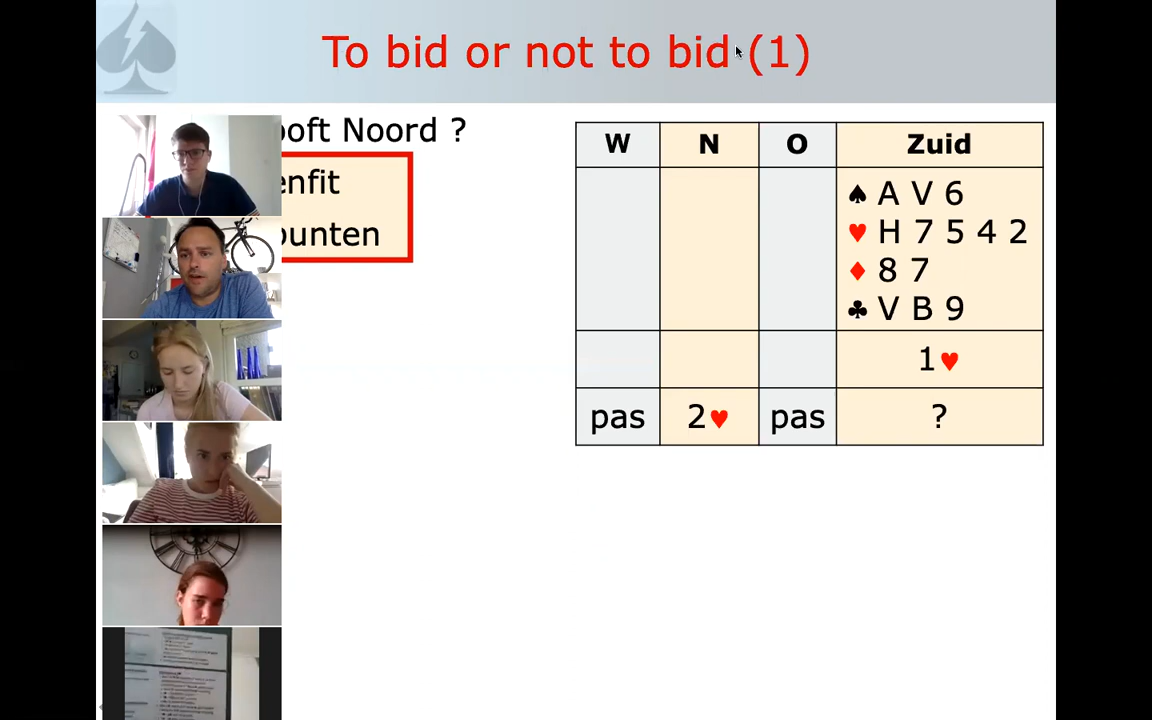 To bid or not to bid (1)
ooft Noord ?
enfit
punten
W N O Zuid
♠ A V 6
♥ H 7 5 4 2
♦ 8 7
♣ V B 9
1♥
pas 2♥ pas ?